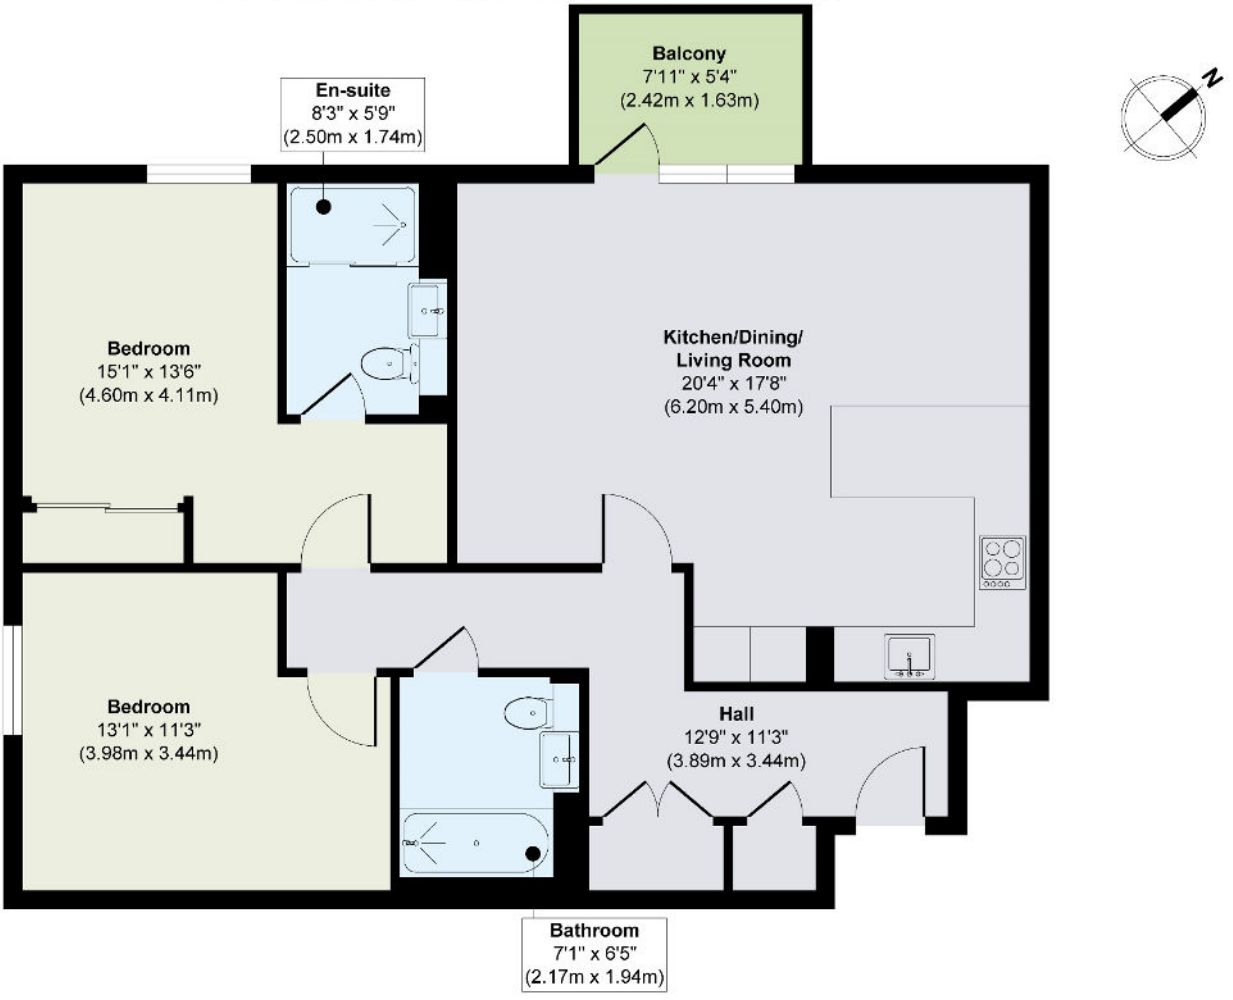 Balcony
7'11" x 5'4"
(2.42m x 1.63m)
N
En-suite
8'3" x 5'9"
(2.50m x 1.74m)
Bedroom
15'1" x 13'6"
(4.60m x 4.11m)
Kitchen/Dining/
Living Room
20'4" x 17'8"
(6.20m x 5.40m)
Bedroom
13'1" x 11'3"
(3.98m x 3.44m)
Hall
12'9" x 11'3"
(3.89m x 3.44m)
Bathroom
7'1" x 6'5"
(2.17m x 1.94m)